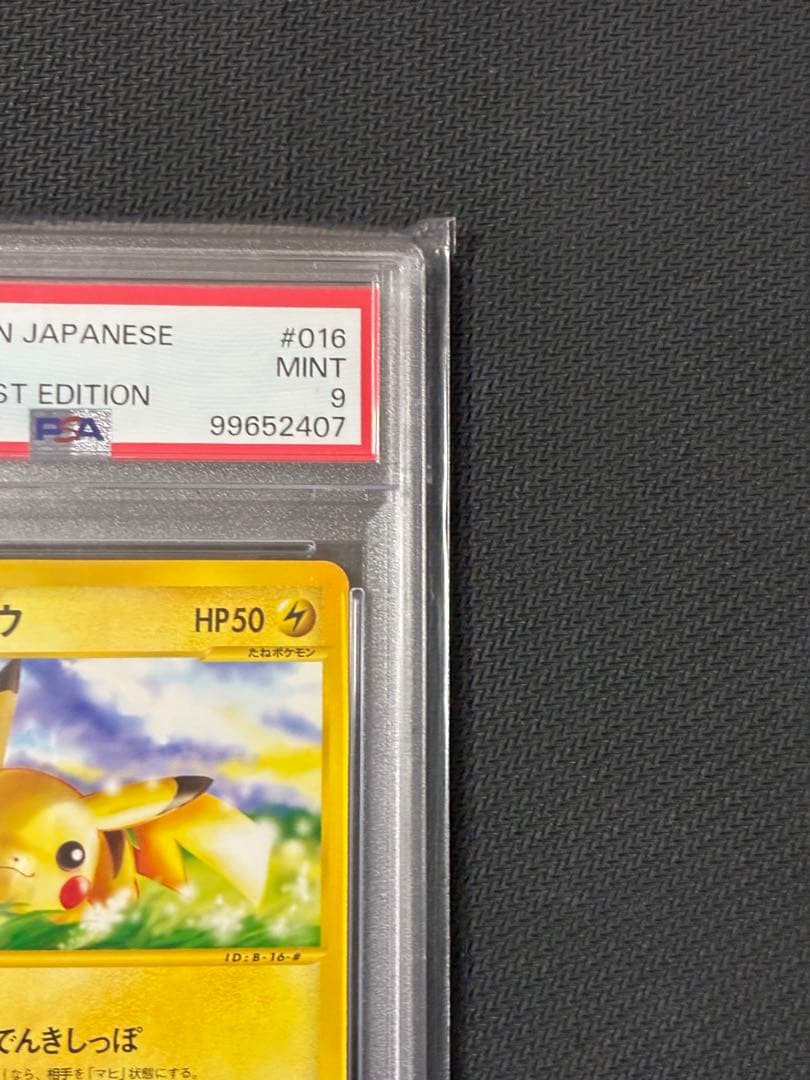 N JAPANESE #016
MINT
ST EDITION 9
PSA 99652407
ウ HP50
たねポケモン
ID:B-16-#
でんきしっぽ
なら、相手を「マヒ」状態にする。